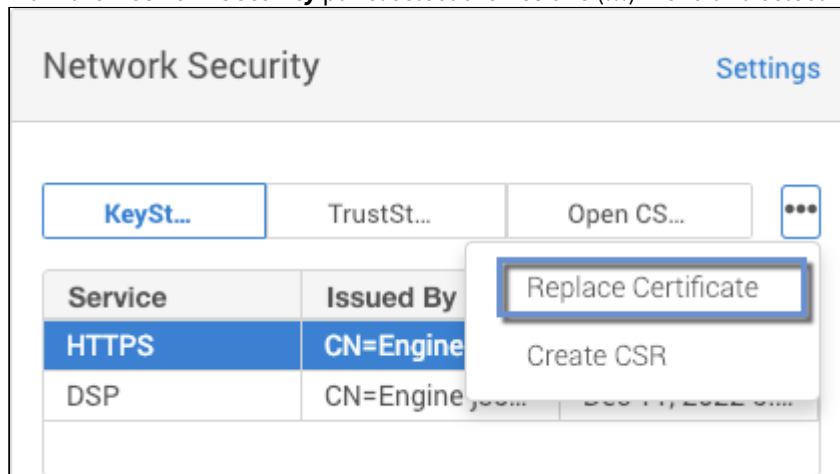 Network Security Settings
KeySt... TrustSt... Open CS... •••
Replace Certificate
Service Issued By
HTTPS CN=Engine
Create CSR
DSP CN=Engine